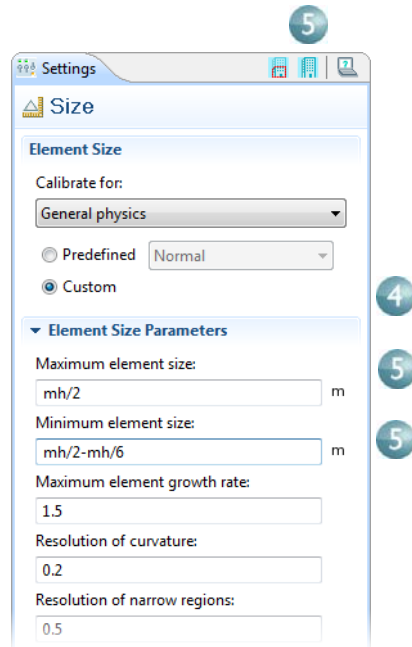 5
Settings
Size
Element Size
Calibrate for:
General physics
Predefined Normal
Custom
4
Element Size Parameters
Maximum element size:
mh/2 m
5
Minimum element size:
mh/2-mh/6 m
5
Maximum element growth rate:
1.5
Resolution of curvature:
0.2
Resolution of narrow regions:
0.5